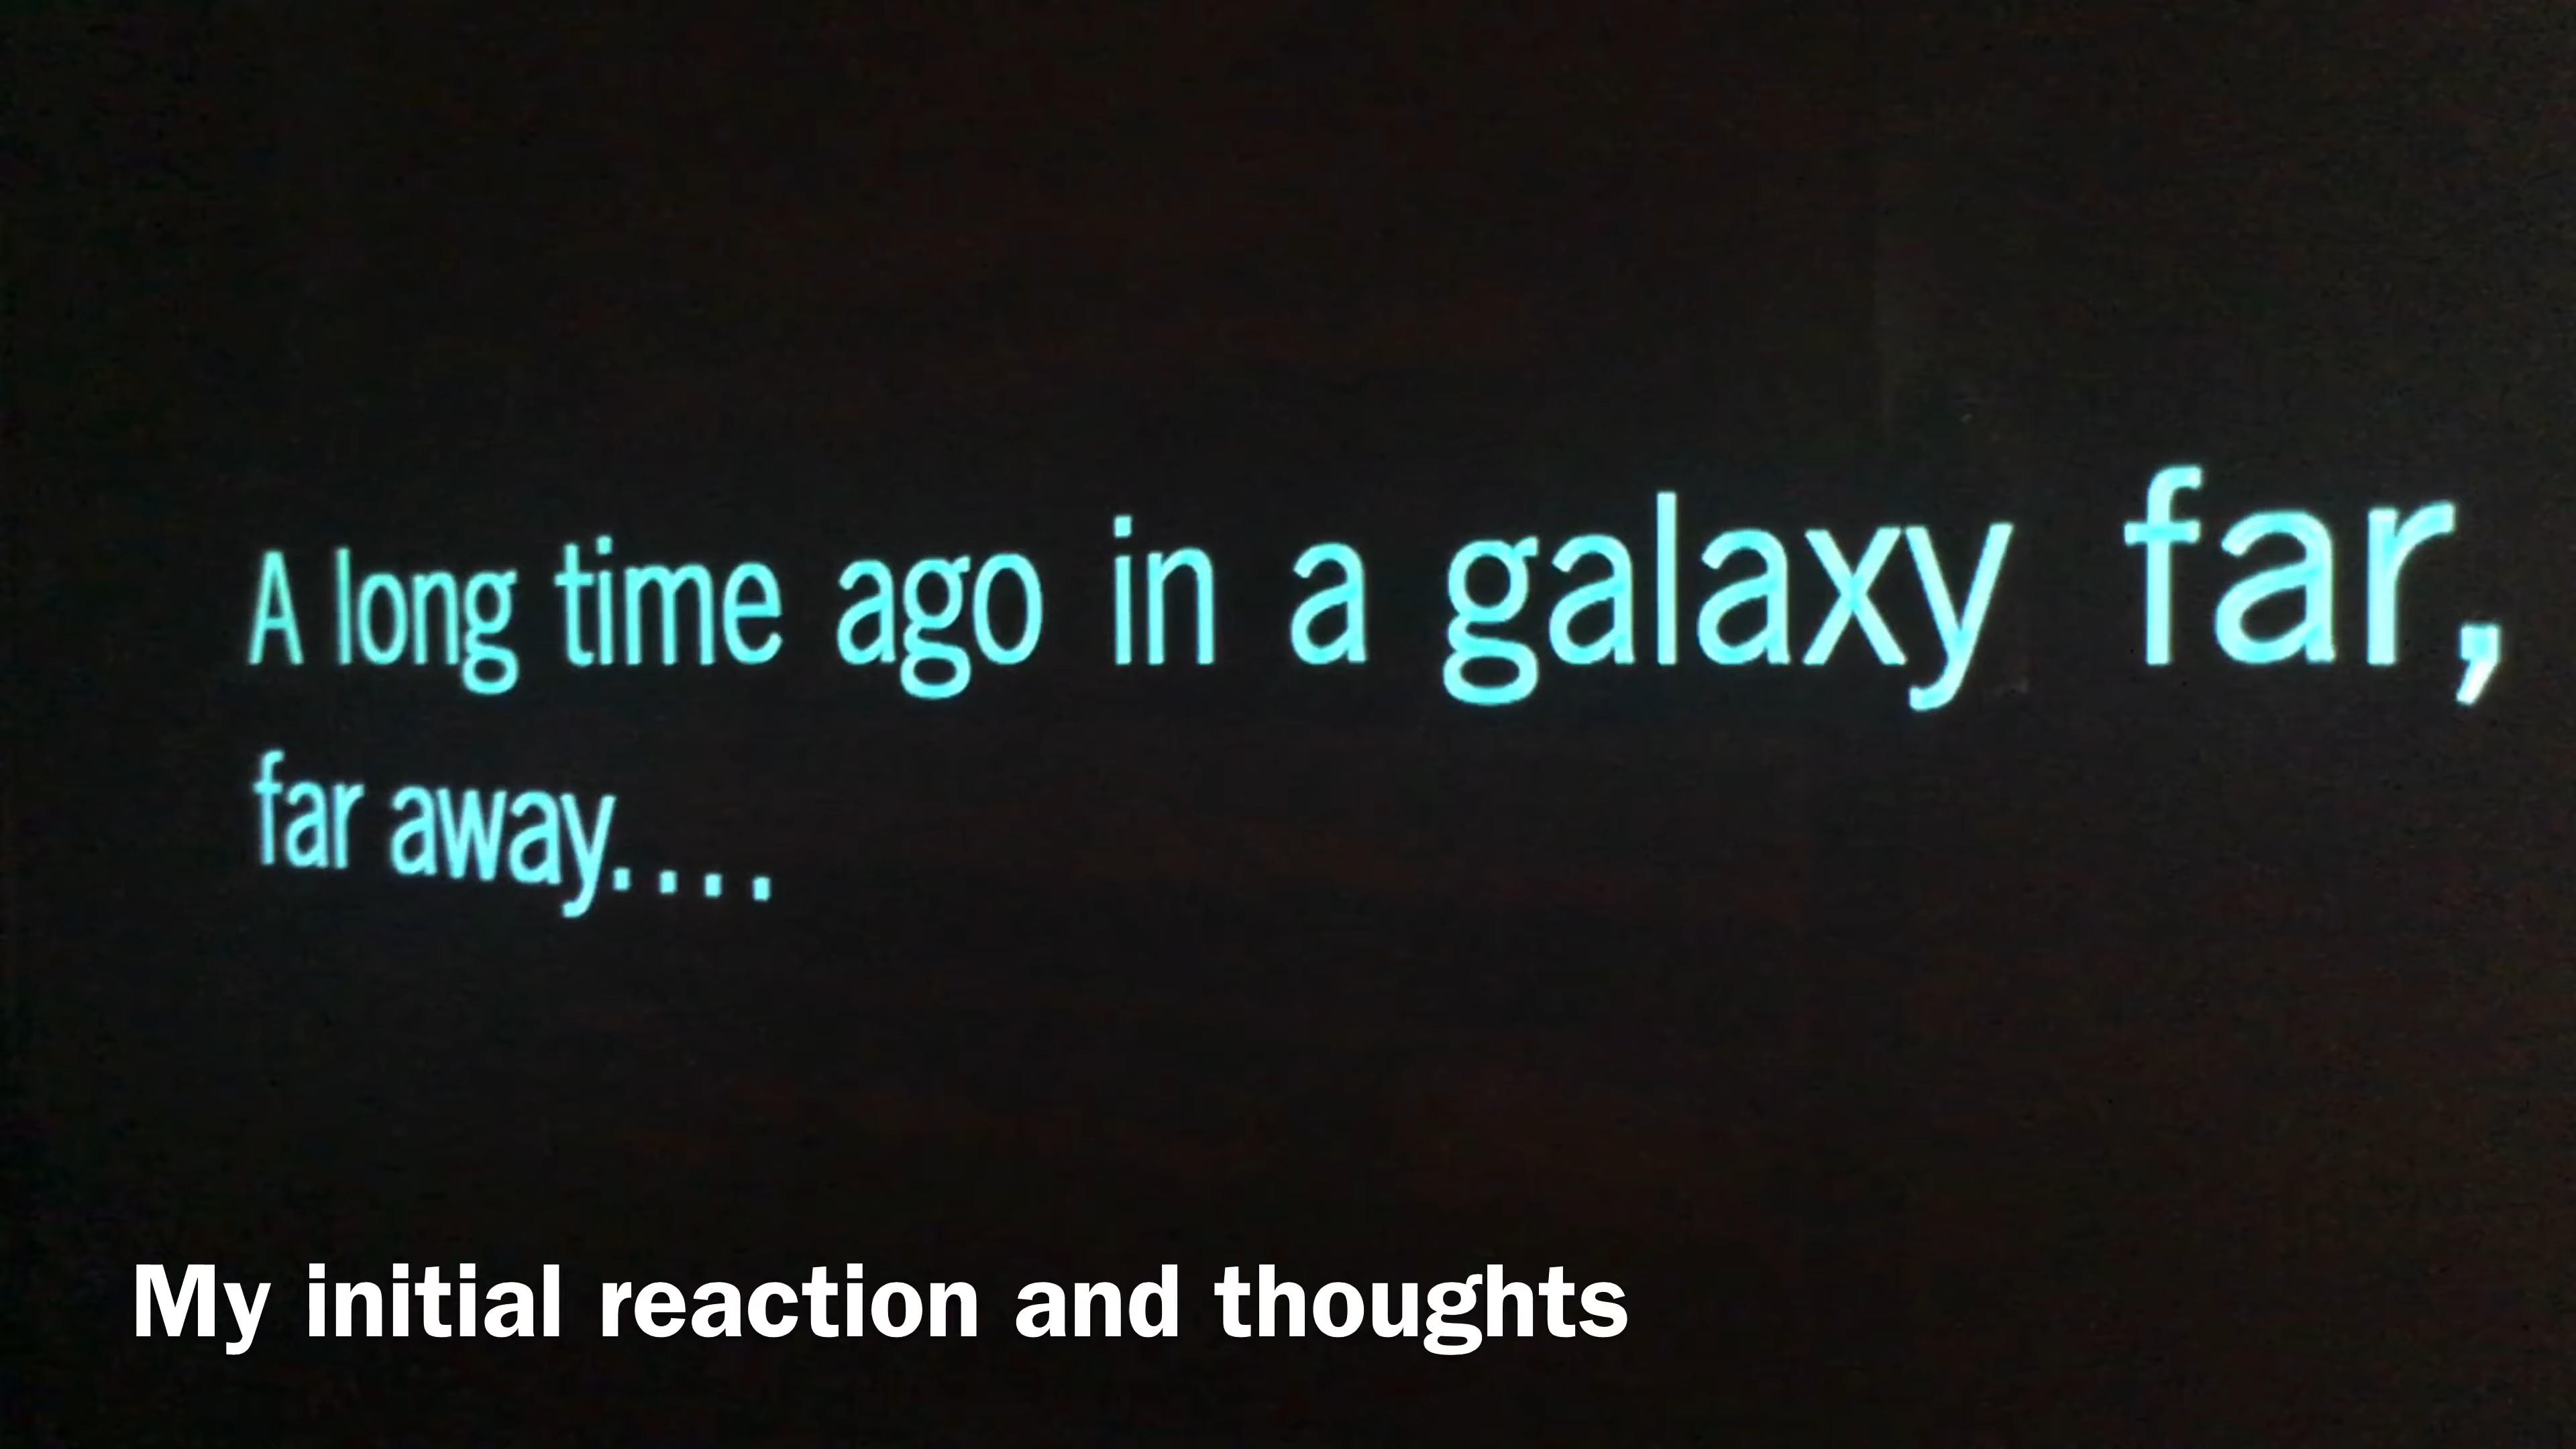 A long time ago in a galaxy far,
far away....
My initial reaction and thoughts